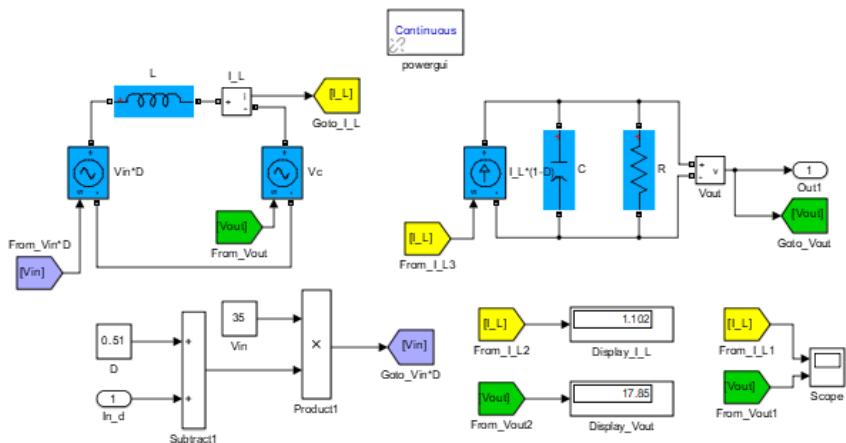 Continuous
powergui
L
I_L
+
i
-
[I_L]
Goto_I_L
Vin*D
Vc
[Vout]
From_Vout
From_Vin*D
[Vin]
I_L*(1-D)
C
R
+
-
v
Vout
1
Out1
[Vout]
Goto_Vout
[I_L]
From_I_L3
0.51
D
1
In_d
+
+
Subtract1
35
Vin
×
Product1
[Vin]
Goto_Vin*D
[I_L]
From_I_L2
1.102
Display_I_L
[Vout]
From_Vout2
17.85
Display_Vout
[I_L]
From_I_L1
[Vout]
From_Vout1
Scope